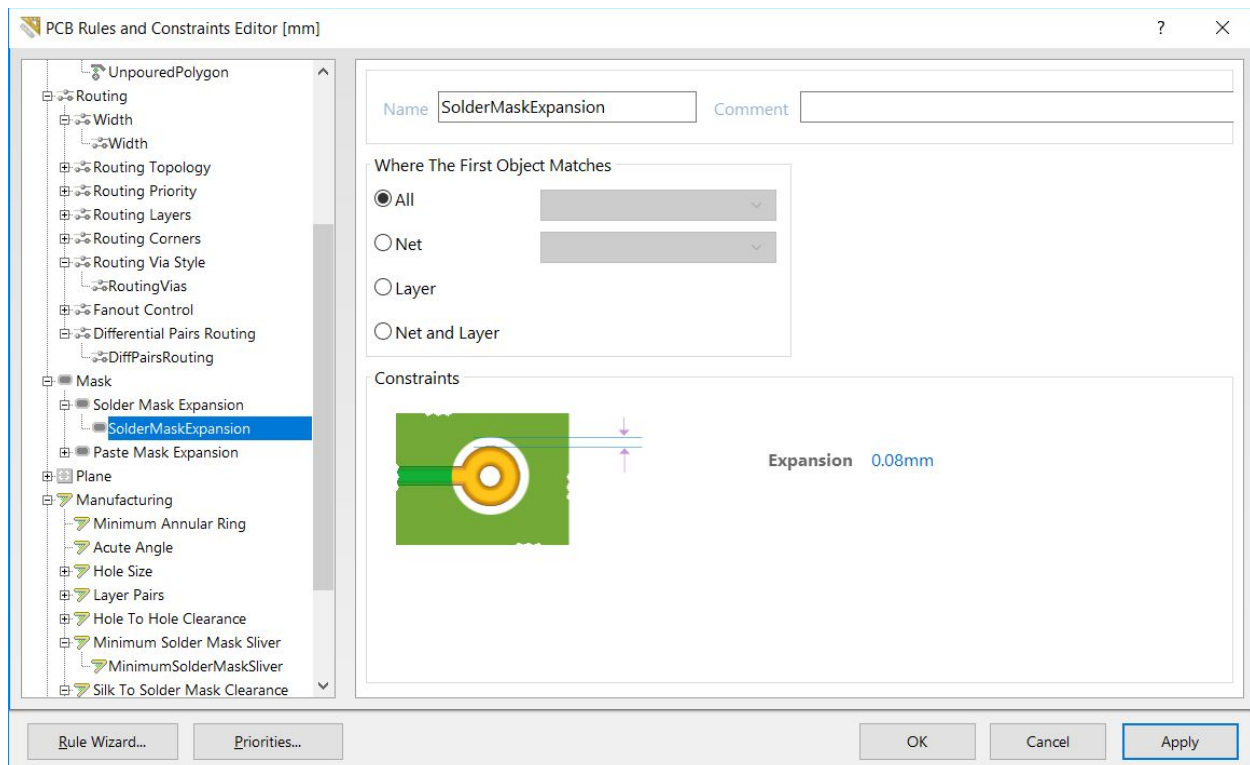 PCB Rules and Constraints Editor [mm]
?
UnpouredPolygon
Routing
Width
Width
Routing Topology
Routing Priority
Routing Layers
Routing Corners
Routing Via Style
RoutingVias
Fanout Control
Differential Pairs Routing
DiffPairsRouting
Mask
Solder Mask Expansion
SolderMaskExpansion
Paste Mask Expansion
Plane
Manufacturing
Minimum Annular Ring
Acute Angle
Hole Size
Layer Pairs
Hole To Hole Clearance
Minimum Solder Mask Sliver
MinimumSolderMaskSliver
Silk To Solder Mask Clearance
Name SolderMaskExpansion Comment
Where The First Object Matches
All
Net
Layer
Net and Layer
Constraints
Expansion 0.08mm
Rule Wizard... Priorities... OK Cancel Apply